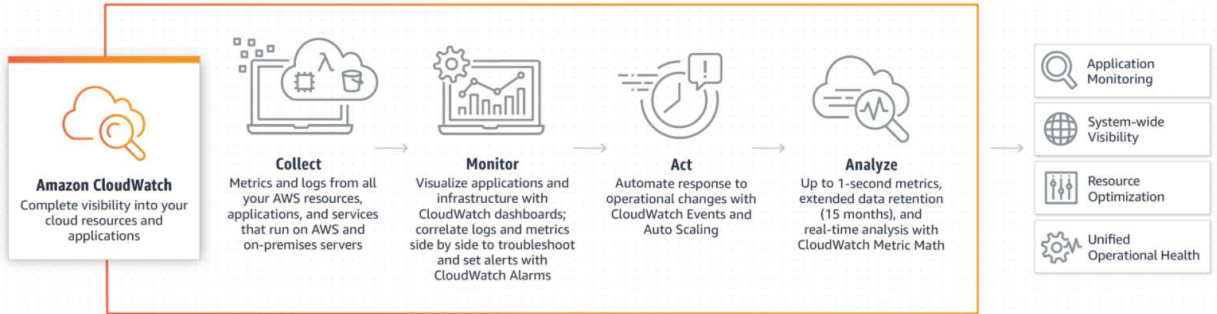 Amazon CloudWatch
Complete visibility into your
cloud resources and
applications
Collect
Metrics and logs from all
your AWS resources,
applications, and services
that run on AWS and
on-premises servers
Monitor
Visualize applications and
infrastructure with
CloudWatch dashboards;
correlate logs and metrics
side by side to troubleshoot
and set alerts with
CloudWatch Alarms
Act
Automate response to
operational changes with
CloudWatch Events and
Auto Scaling
Analyze
Up to 1-second metrics,
extended data retention
(15 months), and
real-time analysis with
CloudWatch Metric Math
Application
Monitoring
System-wide
Visibility
Resource
Optimization
Unified
Operational Health